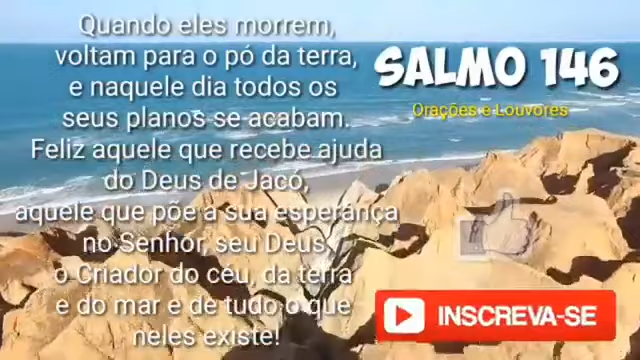 Quando eles morrem,
voltam para o pó da terra,
e naquele dia todos os
seus planos se acabam.
Feliz aquele que recebe ajuda
do Deus de Jacó,
aquele que põe a sua esperança
no Senhor, seu Deus,
o Criador do céu, da terra
e do mar e de tudo o que
neles existe!
SALMO 146
Orações e Louvores
INSCREVA-SE